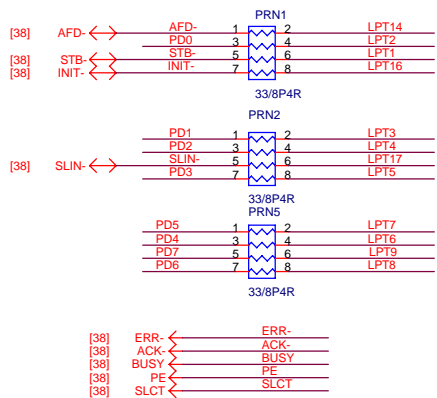 PRN1
[38] AFD- AFD- 1 2 LPT14
PD0 3 4 LPT2
[38] STB- STB- 5 6 LPT1
[38] INIT- INIT- 7 8 LPT16
33/8P4R
PRN2
PD1 1 2 LPT3
PD2 3 4 LPT4
[38] SLIN- SLIN- 5 6 LPT17
PD3 7 8 LPT5
33/8P4R
PRN5
PD5 1 2 LPT7
PD4 3 4 LPT6
PD7 5 6 LPT9
PD6 7 8 LPT8
33/8P4R
[38] ERR- ERR-
[38] ACK- ACK-
[38] BUSY BUSY
[38] PE PE
[38] SLCT SLCT